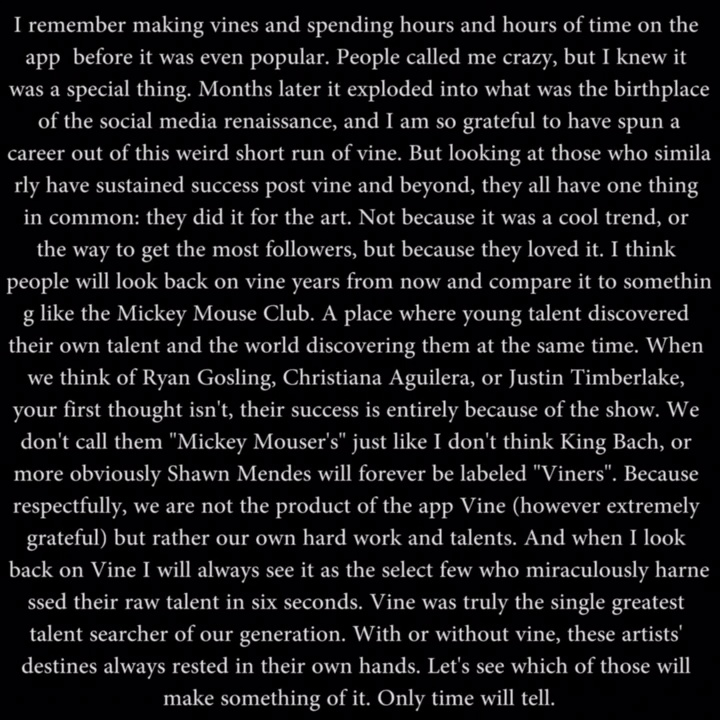 I remember making vines and spending hours and hours of time on the
app  before it was even popular. People called me crazy, but I knew it
was a special thing. Months later it exploded into what was the birthplace
of the social media renaissance, and I am so grateful to have spun a
career out of this weird short run of vine. But looking at those who simila
rly have sustained success post vine and beyond, they all have one thing
in common: they did it for the art. Not because it was a cool trend, or
the way to get the most followers, but because they loved it. I think
people will look back on vine years from now and compare it to somethin
g like the Mickey Mouse Club. A place where young talent discovered
their own talent and the world discovering them at the same time. When
we think of Ryan Gosling, Christiana Aguilera, or Justin Timberlake,
your first thought isn't, their success is entirely because of the show. We
don't call them "Mickey Mouser's" just like I don't think King Bach, or
more obviously Shawn Mendes will forever be labeled "Viners". Because
respectfully, we are not the product of the app Vine (however extremely
grateful) but rather our own hard work and talents. And when I look
back on Vine I will always see it as the select few who miraculously harne
ssed their raw talent in six seconds. Vine was truly the single greatest
talent searcher of our generation. With or without vine, these artists'
destines always rested in their own hands. Let's see which of those will
make something of it. Only time will tell.